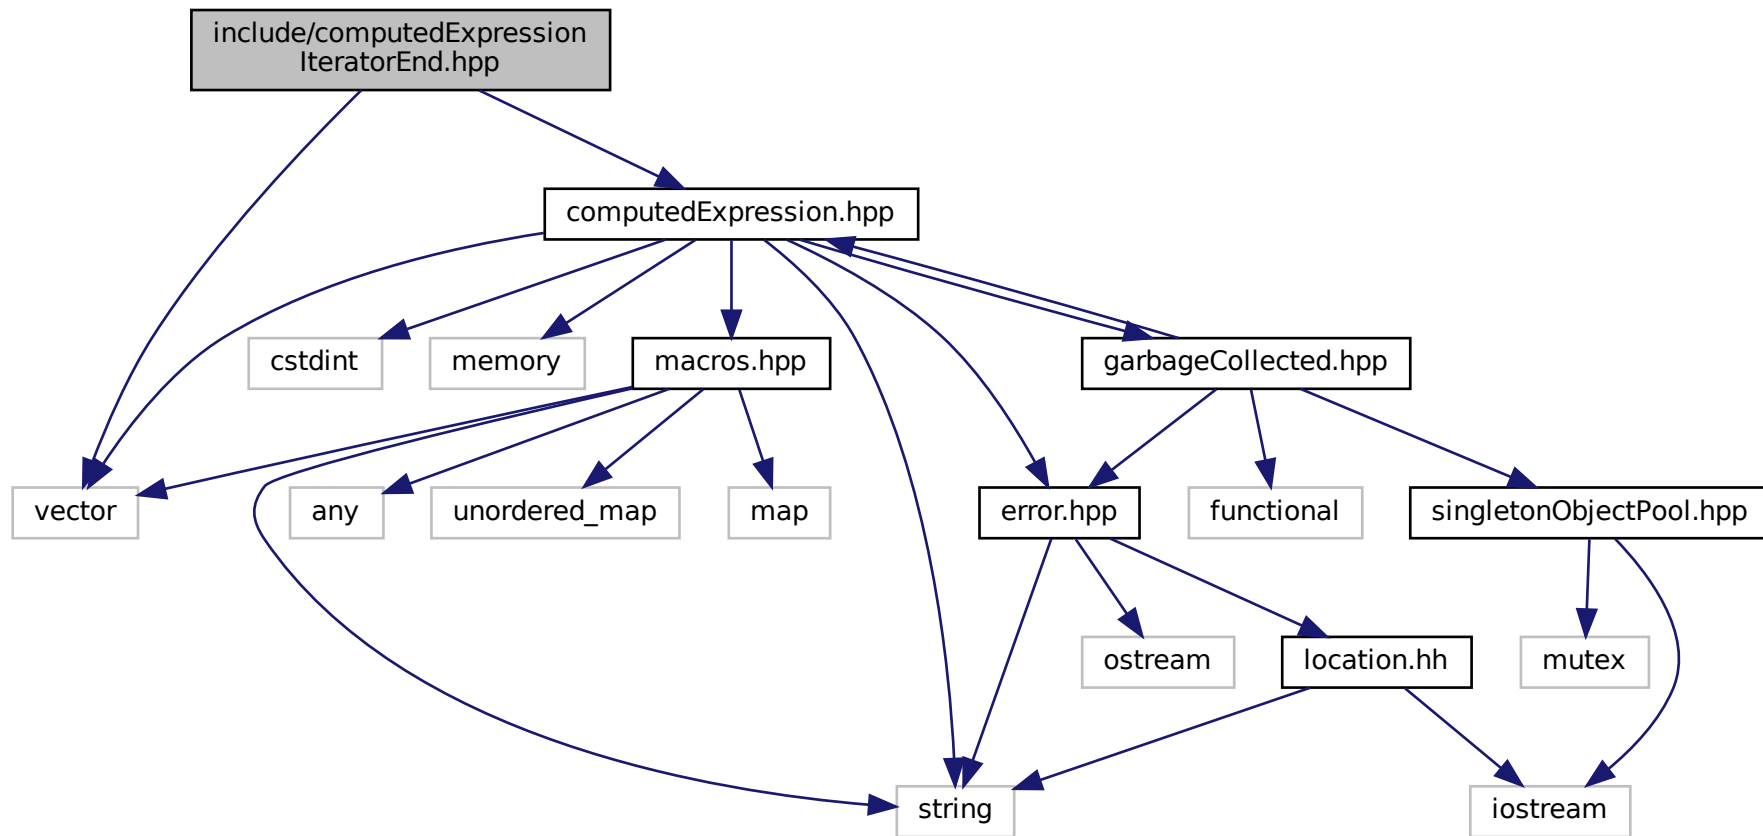 include/computedExpression
IteratorEnd.hpp
computedExpression.hpp
cstdint
memory
macros.hpp
garbageCollected.hpp
vector
any
unordered_map
map
error.hpp
functional
singletonObjectPool.hpp
ostream
location.hh
mutex
string
iostream